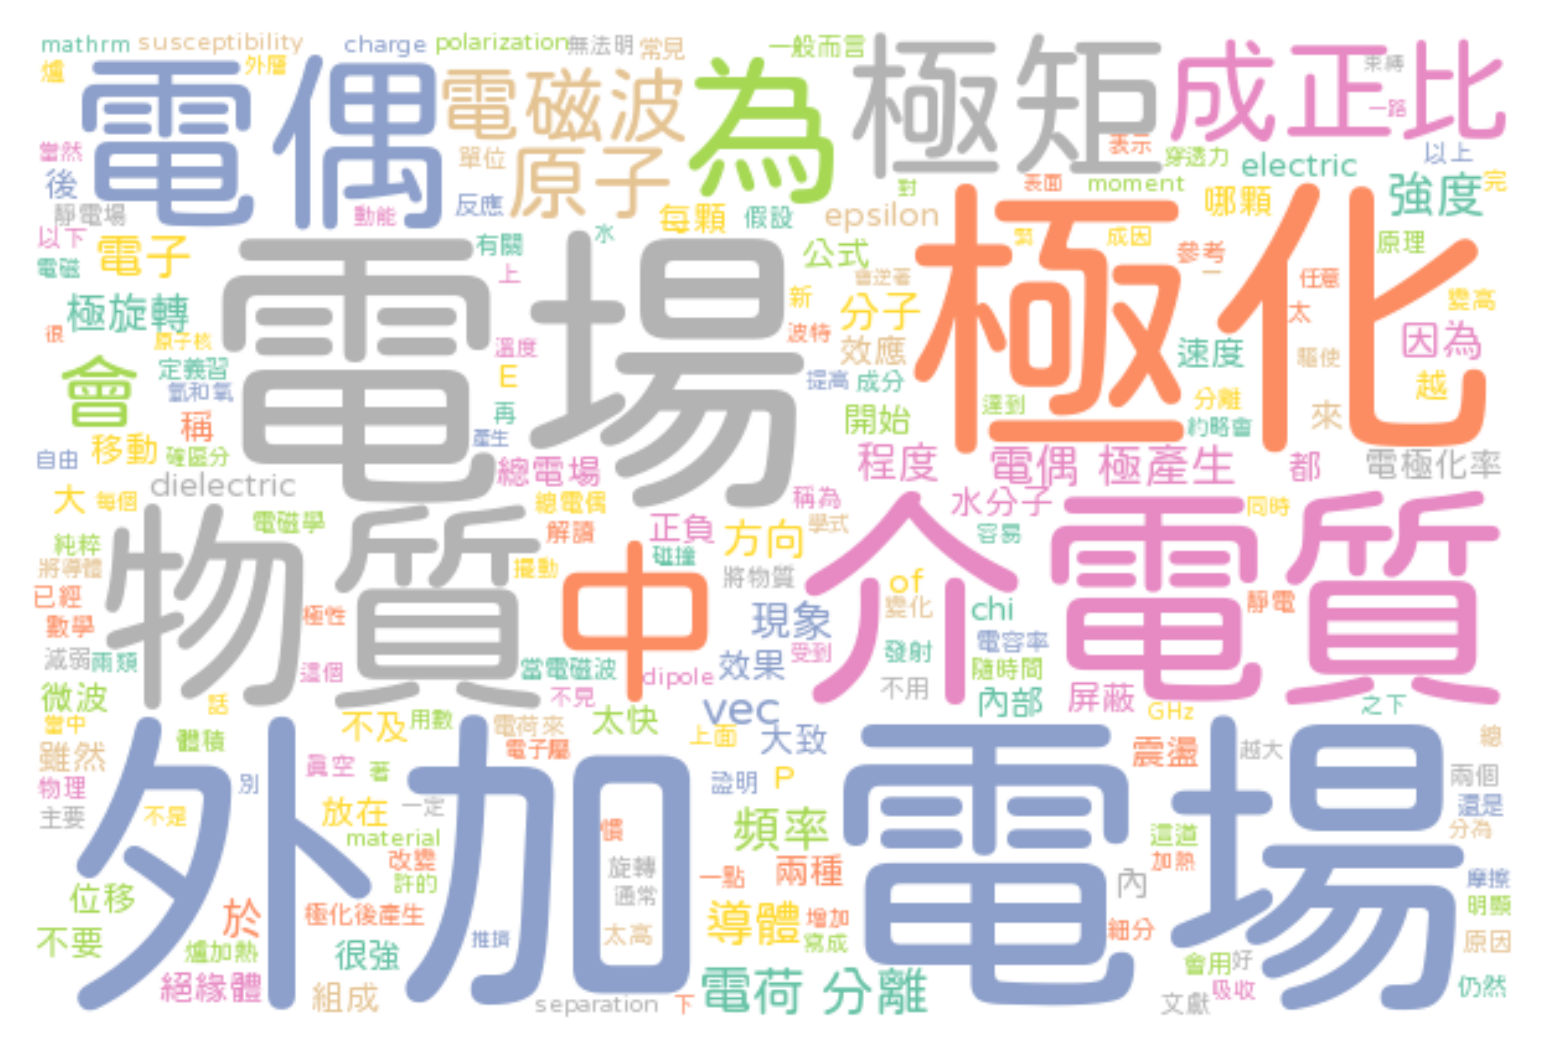 mathrm susceptibility charge polarization 無法明 常見 一般而言
爐 外層 電偶 電磁波 為 極矩 成正比 束縛 一路
當然 單位 原子 表示 穿透力 electric 以上
後 靜電場 動能 反應 每顆 假設 epsilon 對 表面 moment 哪顆 強度 完
以下 電子 有關 水 公式 緊 成因 參考 原理
電磁 上 電場 會逆著 極化 一 任意
極旋轉 新 分子 太 變高
很 原子核 溫度 波特 效應 速度 驅使 因為
會 定義習 氫和氧 E 提高 成分 達到 分離 越
稱 再 開始 約略會 來
自由 移動 確區分 產生 總電場 程度 電偶 極產生 都 電極化率
大 每個 dielectric 總電偶 稱為 水分子 同時
純粹 電磁學 物質 解讀 正負 方向 學式 容易 介電質
將導體 擺動 中 碰撞 將物質 of
已經 極性 現象 變化 chi 靜電
數學
減弱 兩類 這個 當電磁波 dipole 效果 受到 發射 電容率 隨時間
微波 話 不見 vec 不用 內部 屏蔽 GHz 之下
當中 不及 用數 電荷來 太快 上面 大致 總
雖然 體積 電子屬 震盪 越大
物理 真空 著 別 證明 P 兩個
主要 不是 外加電場 放在 一定 慣 頻率 這道 還是 分為
material 改變 旋轉 一點 兩種 加熱
位移 許的 通常 內 摩擦
於 極化後產生 導體 增加 細分 明顯
不要 爐加熱 很強 推擠 太高 寫成 原因
絕緣體 組成 separation 下 電荷 分離 會用 好 吸收 文獻 仍然